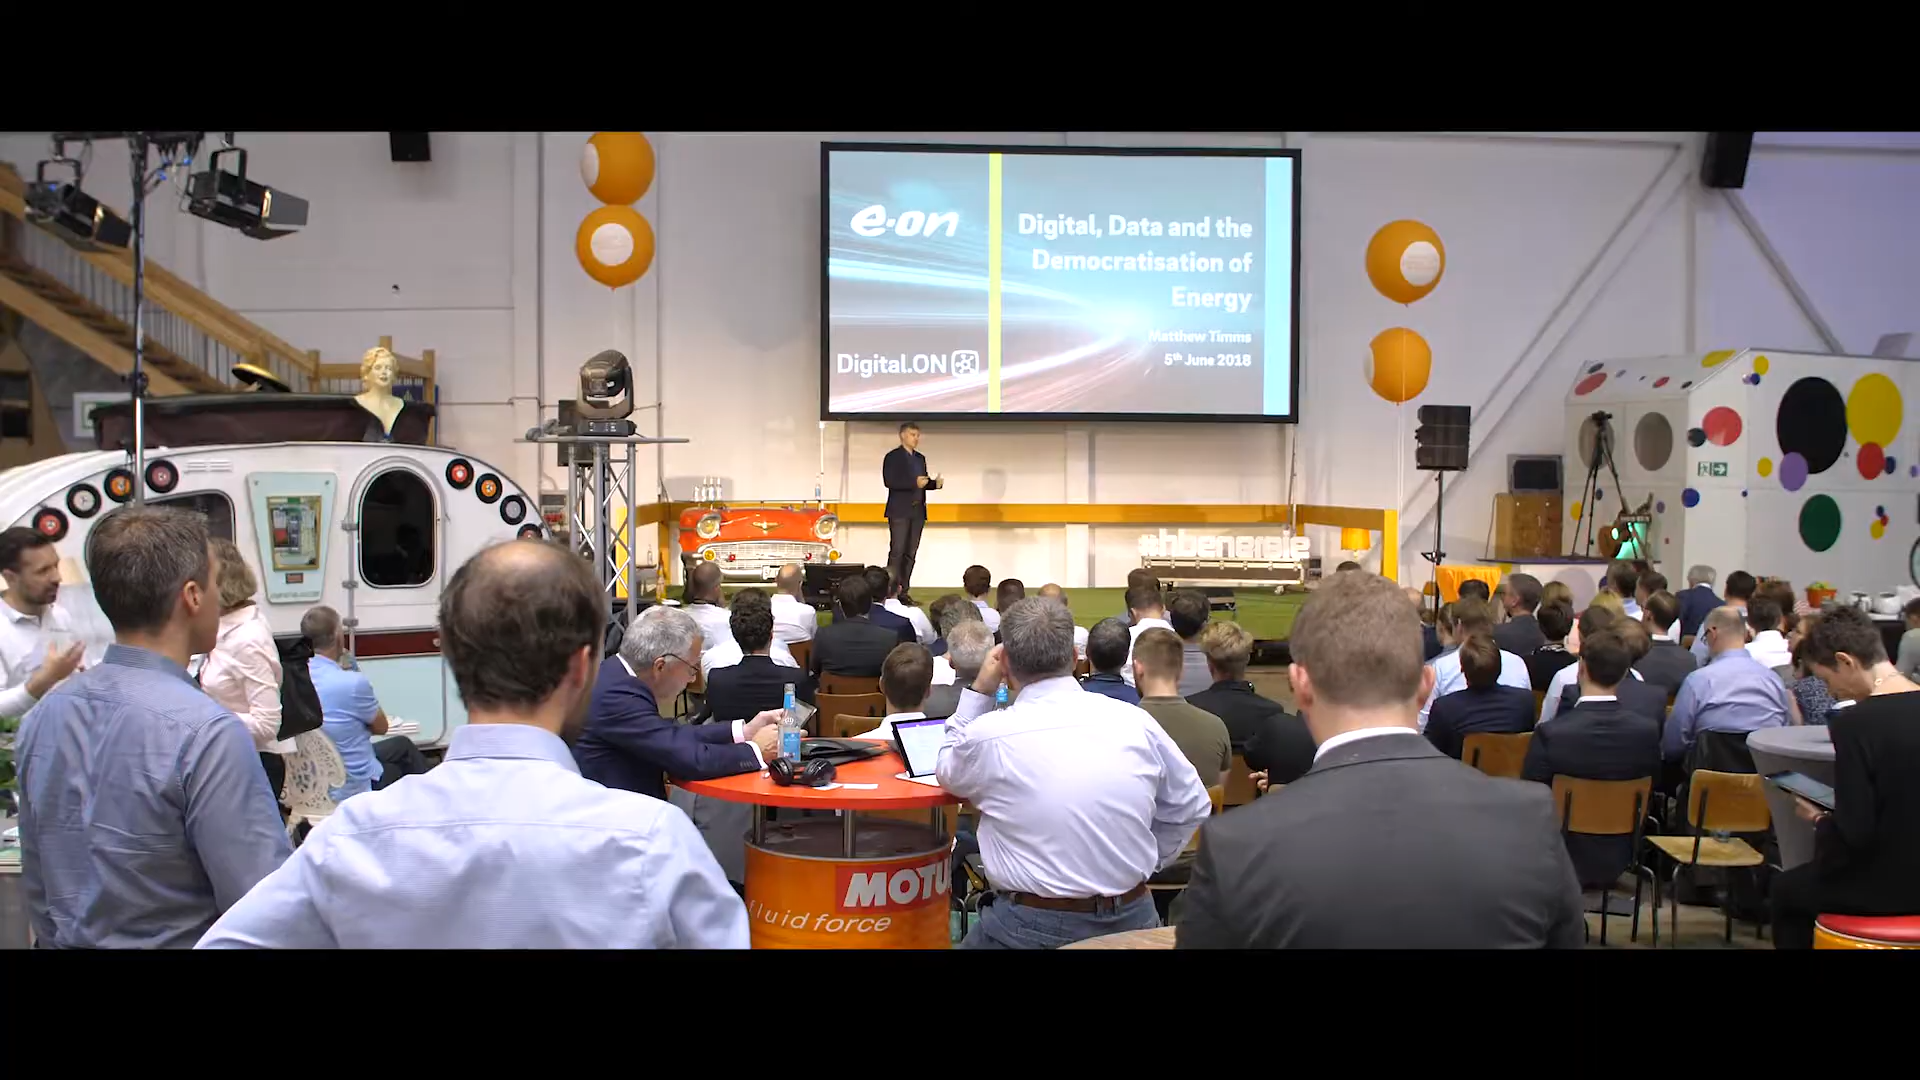 e·on
Digital, Data and the
Democratisation of
Energy
Matthew Timms
5th June 2018
Digital.ON
#hbenergie
MOTU
fluid force